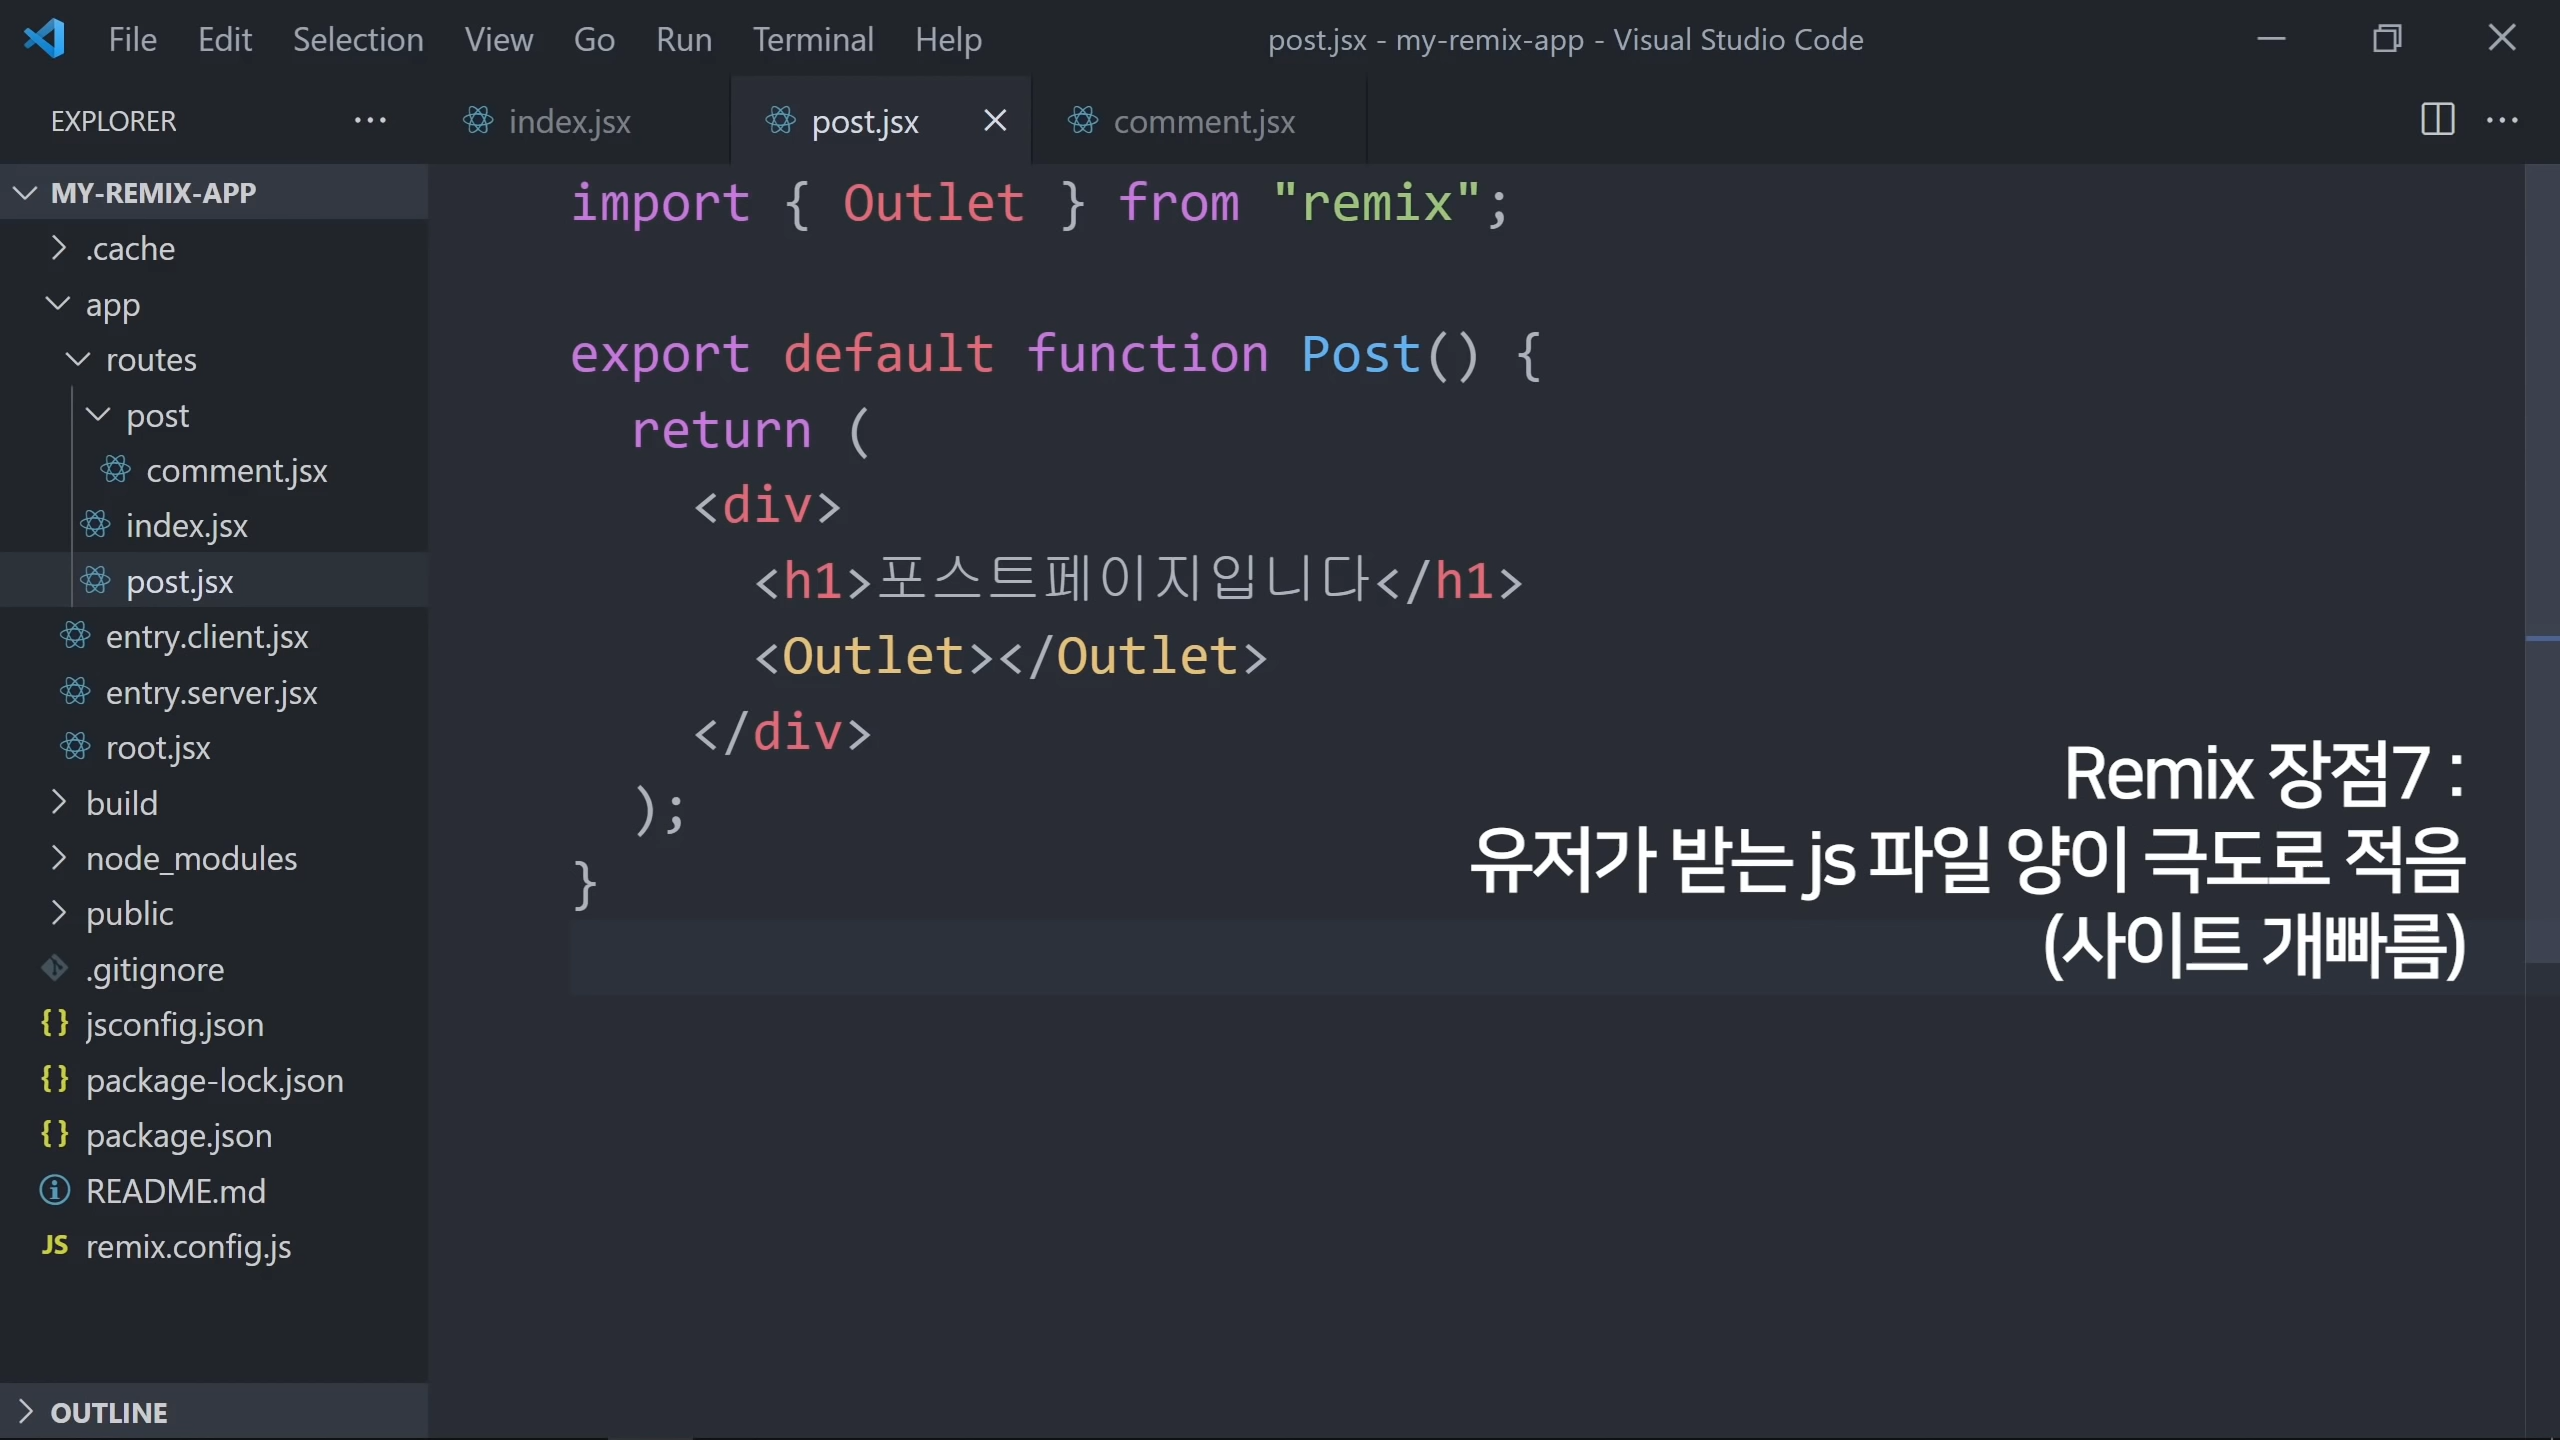 File Edit Selection View Go Run Terminal Help
post.jsx - my-remix-app - Visual Studio Code
EXPLORER
index.jsx
post.jsx
comment.jsx
MY-REMIX-APP
.cache
app
routes
post
comment.jsx
index.jsx
post.jsx
entry.client.jsx
entry.server.jsx
root.jsx
build
node_modules
public
.gitignore
{} jsconfig.json
{} package-lock.json
{} package.json
README.md
JS remix.config.js
OUTLINE
import { Outlet } from "remix";
export default function Post() {
return (
<div>
<h1>포스트페이지입니다</h1>
<Outlet></Outlet>
</div>
);
}
Remix 장점7 :
유저가 받는 js 파일 양이 극도로 적음
(사이트 개빠름)